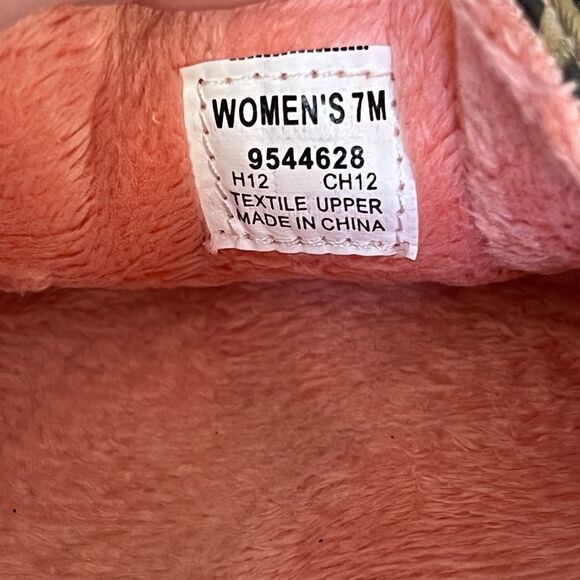 WOMEN'S 7M
9544628
H12 CH12
TEXTILE UPPER
MADE IN CHINA